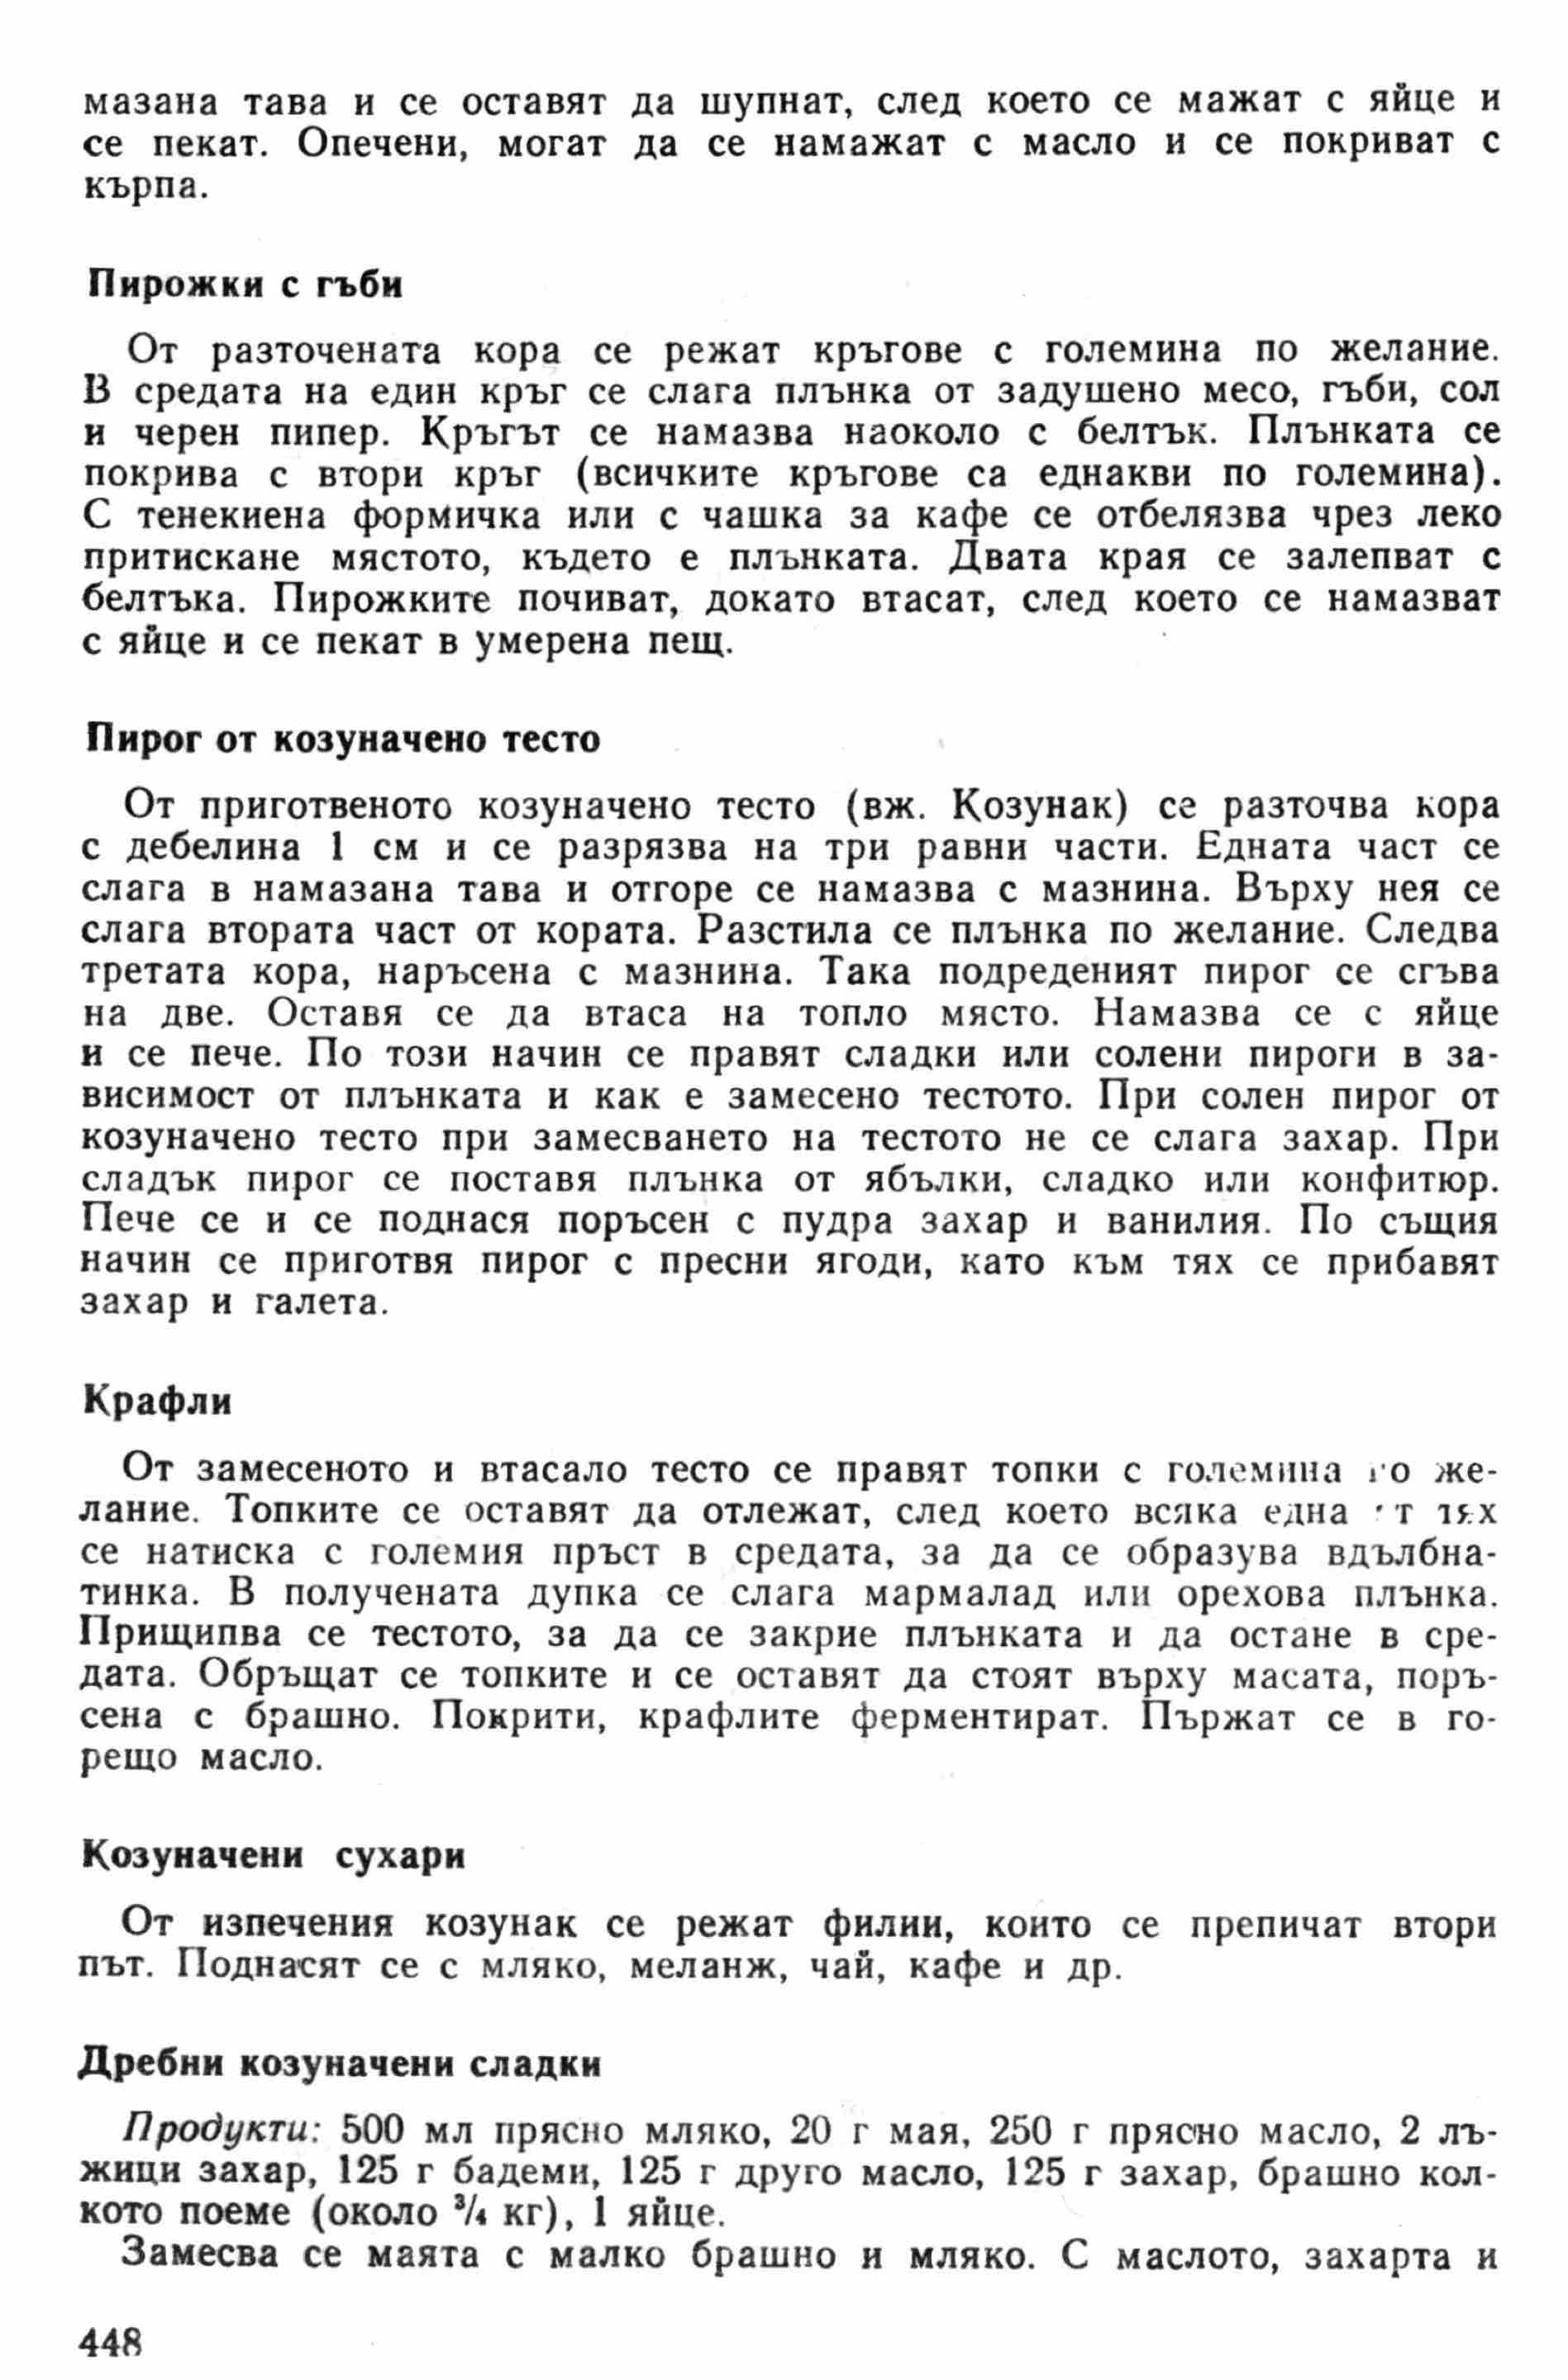 мазана тава и се оставят да шупнат, след което се мажат с яйце и
се пекат. Опечени, могат да се намажат с масло и се покриват с
кърпа.
Пирожки с гъби
От разточената кора се режат кръгове с големина по желание.
В средата на един кръг се слага плънка от задушено месо, гъби, сол
и черен пипер. Кръгът се намазва наоколо с белтък. Плънката се
покрива с втори кръг (всичките кръгове са еднакви по големина).
С тенекиена формичка или с чашка за кафе се отбелязва чрез леко
притискане мястото, където е плънката. Двата края се залепват с
белтъка. Пирожките почиват, докато втасат, след което се намазват
с яйце и се пекат в умерена пещ.
Пирог от козуначено тесто
От приготвеното козуначено тесто (вж. Козунак) се разточва кора
с дебелина 1 см и се разрязва на три равни части. Едната част се
слага в намазана тава и отгоре се намазва с мазнина. Върху нея се
слага втората част от кората. Разстила се плънка по желание. Следва
третата кора, наръсена с мазнина. Така подреденият пирог се сгъва
на две. Оставя се да втаса на топло място. Намазва се с яйце
и се пече. По този начин се правят сладки или солени пироги в за-
висимост от плънката и как е замесено тестото. При солен пирог от
козуначено тесто при замесването на тестото не се слага захар. При
сладък пирог се поставя плънка от ябълки, сладко или конфитюр.
Пече се и се поднася поръсен с пудра захар и ванилия. По същия
начин се приготвя пирог с пресни ягоди, като към тях се прибавят
захар и галета.
Крафли
От замесеното и втасало тесто се правят топки с големина по же-
лание. Топките се оставят да отлежат, след което всяка една от тях
се натиска с големия пръст в средата, за да се образува вдълбна-
тинка. В получената дупка се слага мармалад или орехова плънка.
Прищипва се тестото, за да се закрие плънката и да остане в сре-
дата. Обръщат се топките и се оставят да стоят върху масата, поръ-
сена с брашно. Покрити, крафлите ферментират. Пържат се в го-
рещо масло.
Козуначени сухари
От изпечения козунак се режат филии, които се препичат втори
път. Поднасят се с мляко, меланж, чай, кафе и др.
Дребни козуначени сладки
Продукти: 500 мл прясно мляко, 20 г мая, 250 г прясно масло, 2 лъ-
жици захар, 125 г бадеми, 125 г друго масло, 125 г захар, брашно кол-
кото поеме (около ¾ кг), 1 яйце.
Замесва се маята с малко брашно и мляко. С маслото, захарта и
448